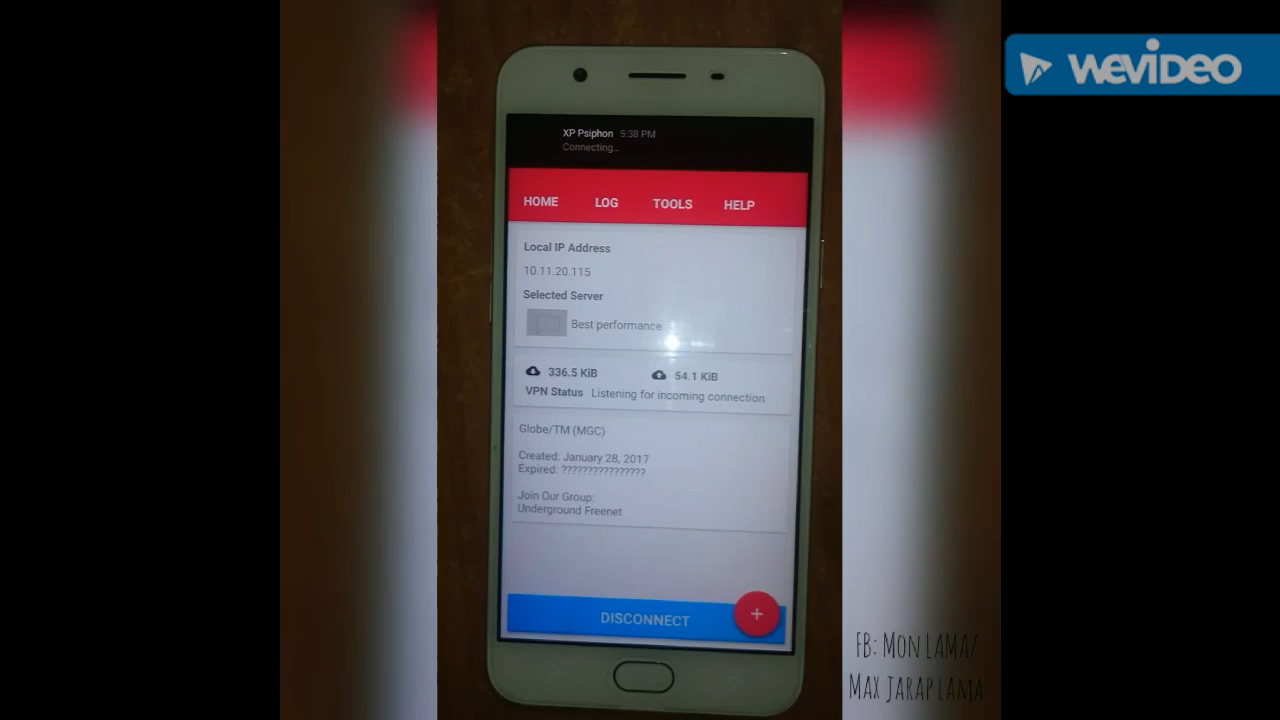 WEVIDEO
XP Psiphon 5:38 PM
Connecting...
HOME LOG TOOLS HELP
Local IP Address
10.11.20.115
Selected Server
Best performance
336.5 KiB 54.1 KiB
VPN Status Listening for incoming connection
Globe/TM (MGC)
Created: January 28, 2017
Expired: ????????????????
Join Our Group:
Underground Freenet
DISCONNECT +
FB: MON LAMA/
MAX JARAP LAMA